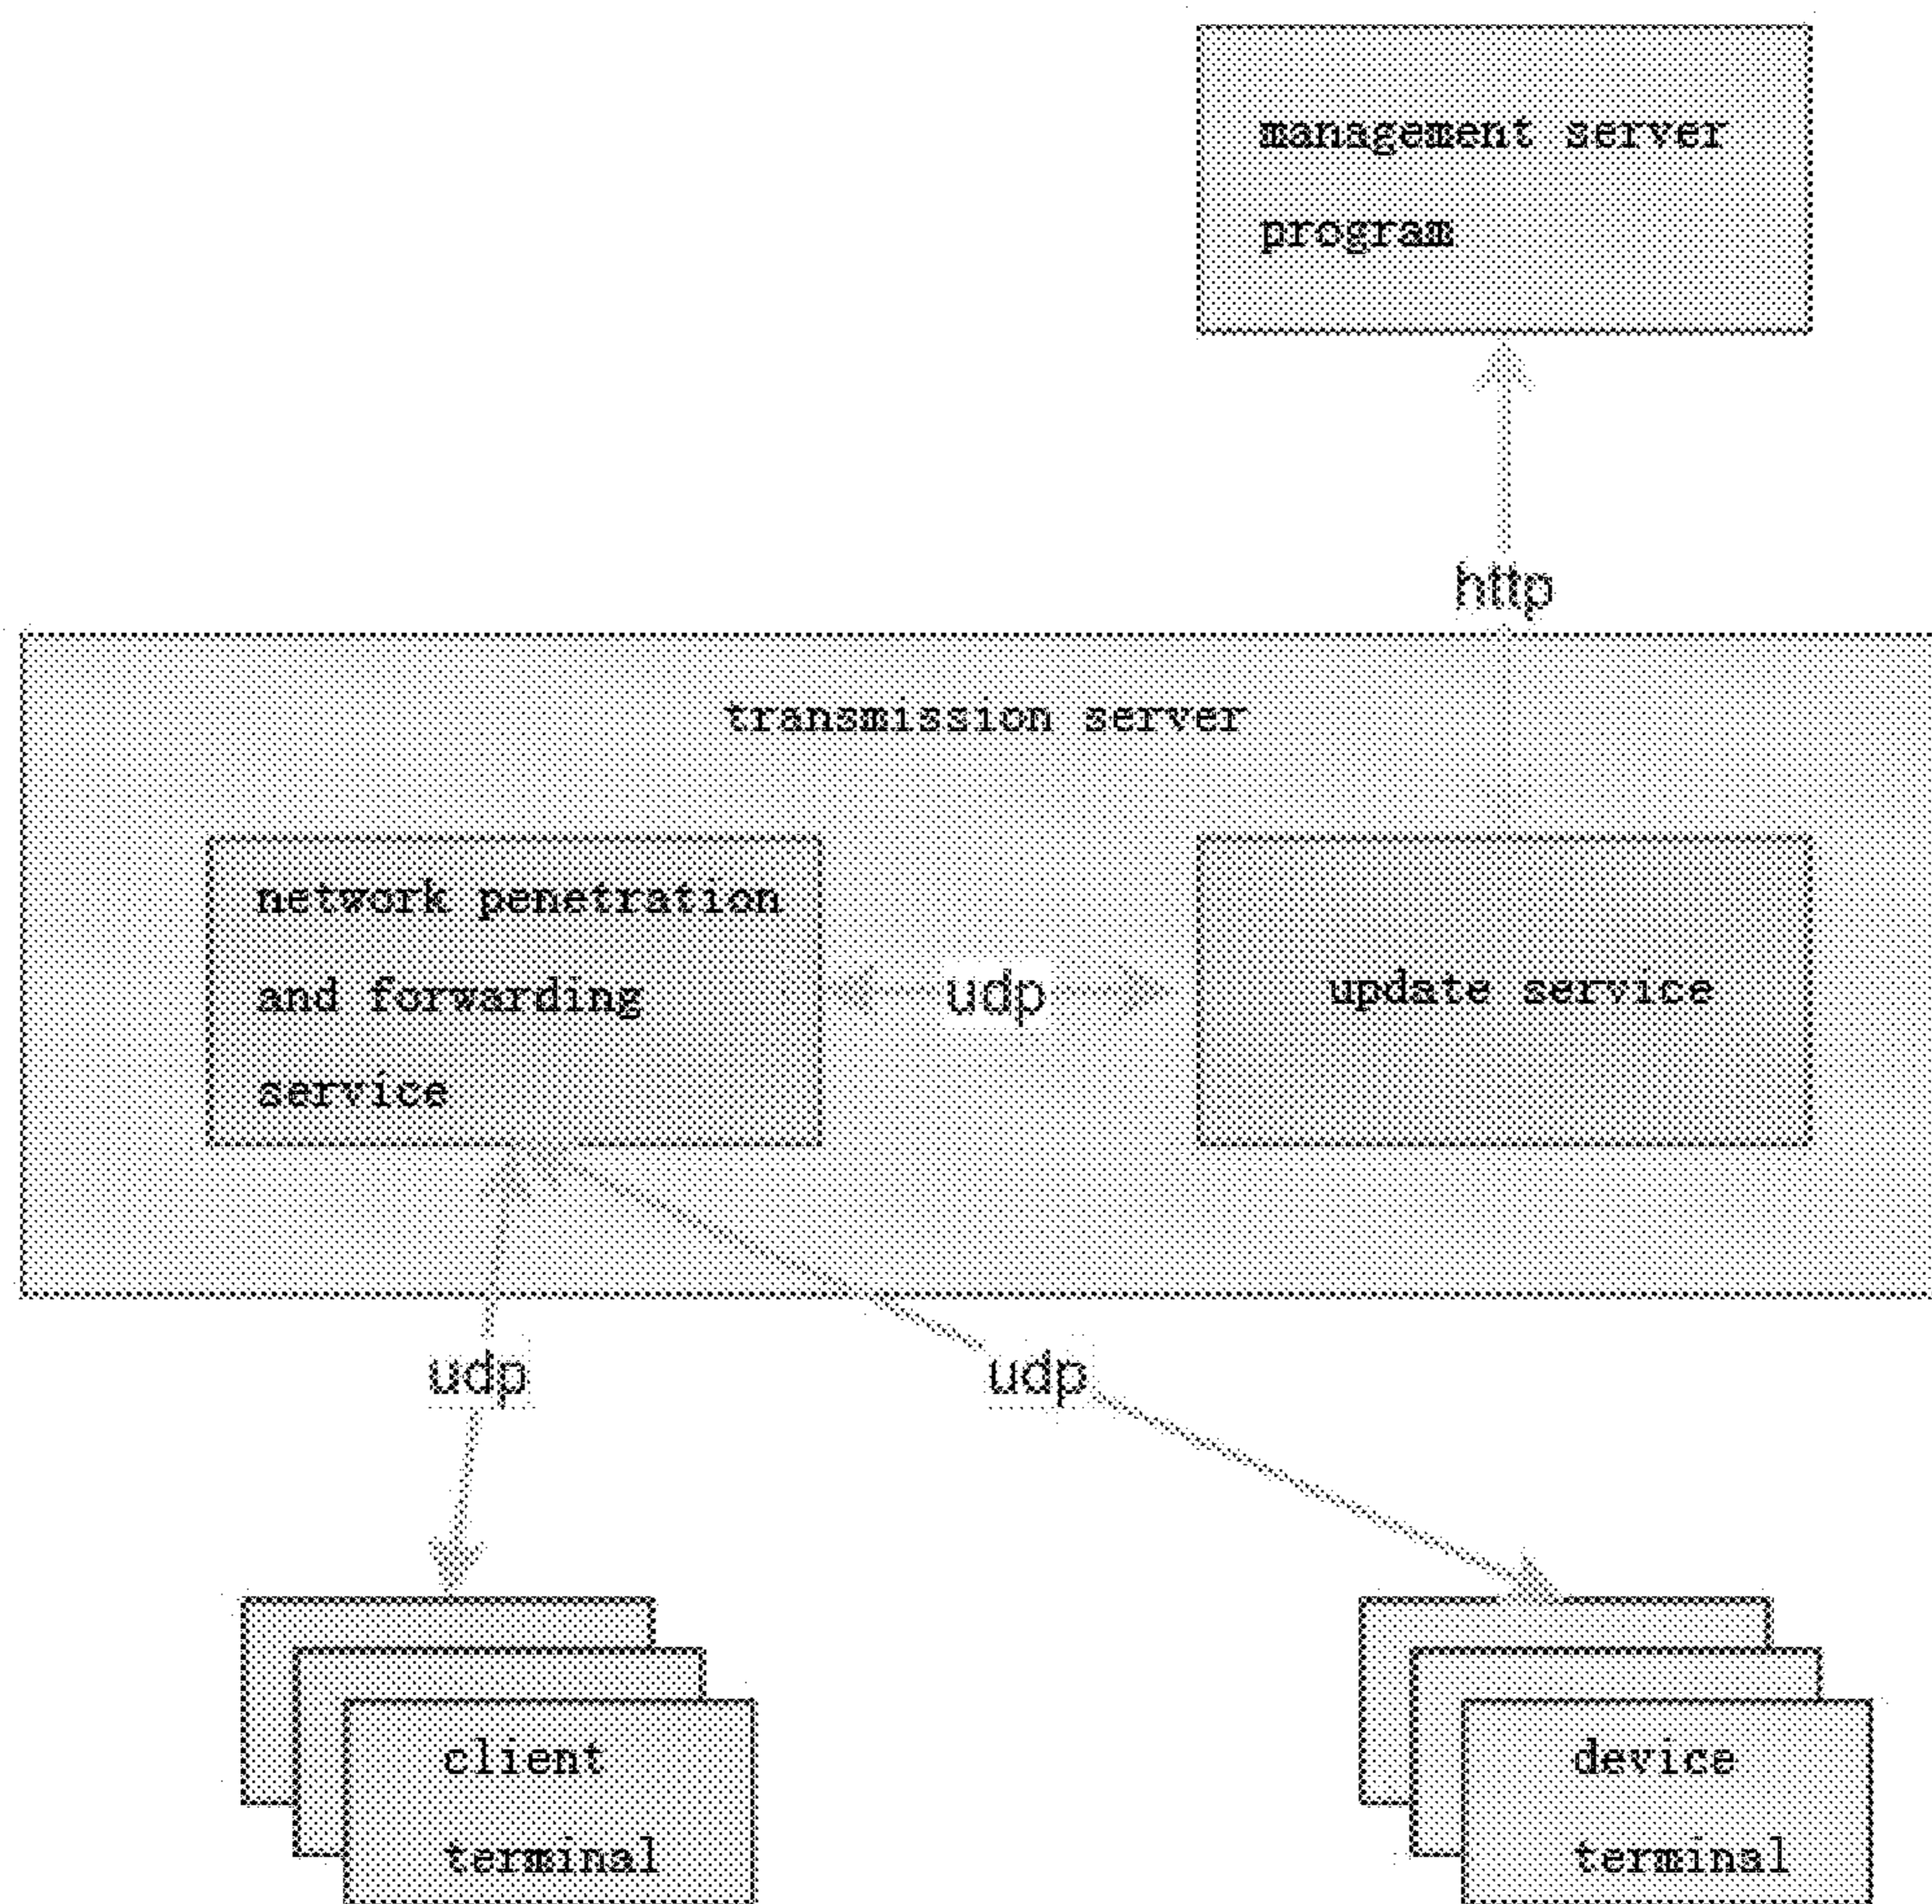 management server
program
http
transmission server
network penetration
and forwarding
service
udp
update service
udp
udp
client
terminal
device
terminal